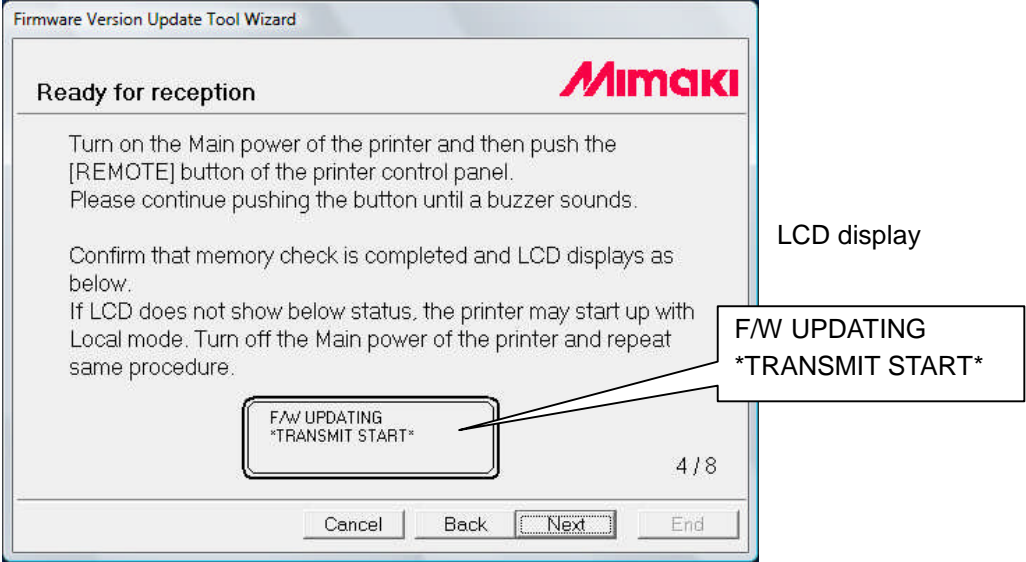 Firmware Version Update Tool Wizard
Ready for reception
Mimaki
Turn on the Main power of the printer and then push the
[REMOTE] button of the printer control panel.
Please continue pushing the button until a buzzer sounds.
Confirm that memory check is completed and LCD displays as
below.
If LCD does not show below status, the printer may start up with
Local mode. Turn off the Main power of the printer and repeat
same procedure.
F/W UPDATING
*TRANSMIT START*
4 / 8
Cancel
Back
Next
End
LCD display
F/W UPDATING
*TRANSMIT START*